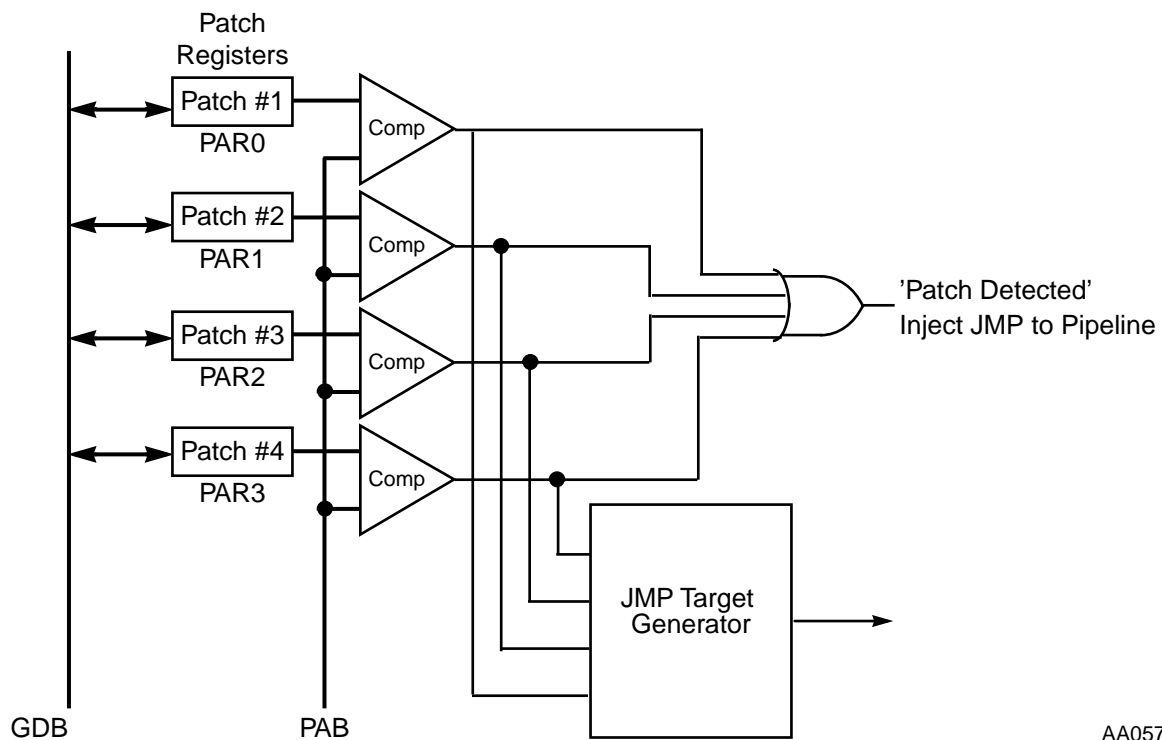 Patch
Registers
Patch #1
PAR0
Comp
Patch #2
PAR1
Comp
Patch #3
PAR2
Comp
Patch #4
PAR3
Comp
’Patch Detected’
Inject JMP to Pipeline
JMP Target
Generator
GDB
PAB
AA057